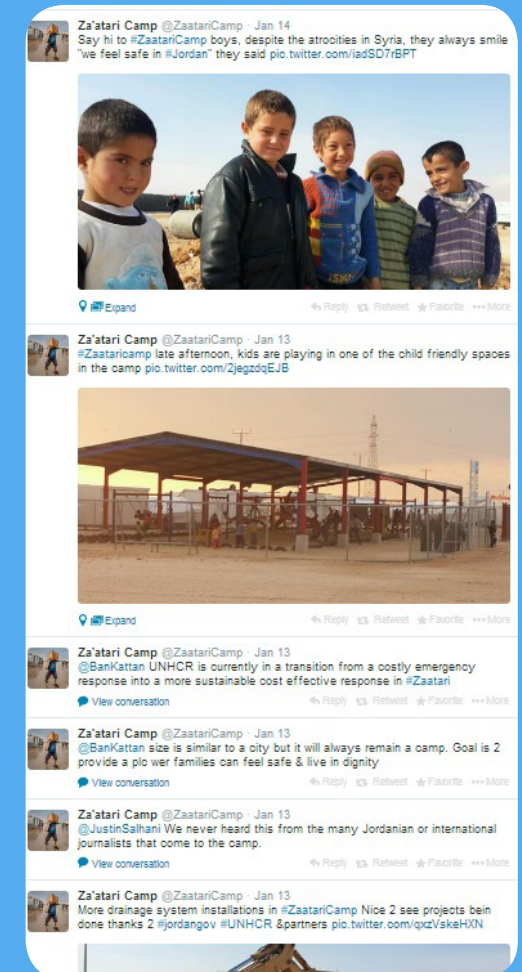 Za'atari Camp @ZaatariCamp · Jan 14
Say hi to #ZaatariCamp boys, despite the atrocities in Syria, they always smile
"we feel safe in #Jordan" they said pic.twitter.com/iadSD7rBPT
Expand Reply Retweet Favorite More
Za'atari Camp @ZaatariCamp · Jan 13
#Zaataricamp late afternoon, kids are playing in one of the child friendly spaces
in the camp pic.twitter.com/2jegzdqEJB
Expand Reply Retweet Favorite More
Za'atari Camp @ZaatariCamp · Jan 13
@BanKattan UNHCR is currently in a transition from a costly emergency
response into a more sustainable cost effective response in #Zaatari
View conversation Reply Retweet Favorite More
Za'atari Camp @ZaatariCamp · Jan 13
@BanKattan size is similar to a city but it will always remain a camp. Goal is 2
provide a plc wer families can feel safe & live in dignity
View conversation Reply Retweet Favorite More
Za'atari Camp @ZaatariCamp · Jan 13
@JustinSalhani We never heard this from the many Jordanian or international
journalists that come to the camp.
View conversation Reply Retweet Favorite More
Za'atari Camp @ZaatariCamp · Jan 13
More drainage system installations in #ZaatariCamp Nice 2 see projects bein
done thanks 2 #jordangov #UNHCR &partners pic.twitter.com/qxzVskeHXN